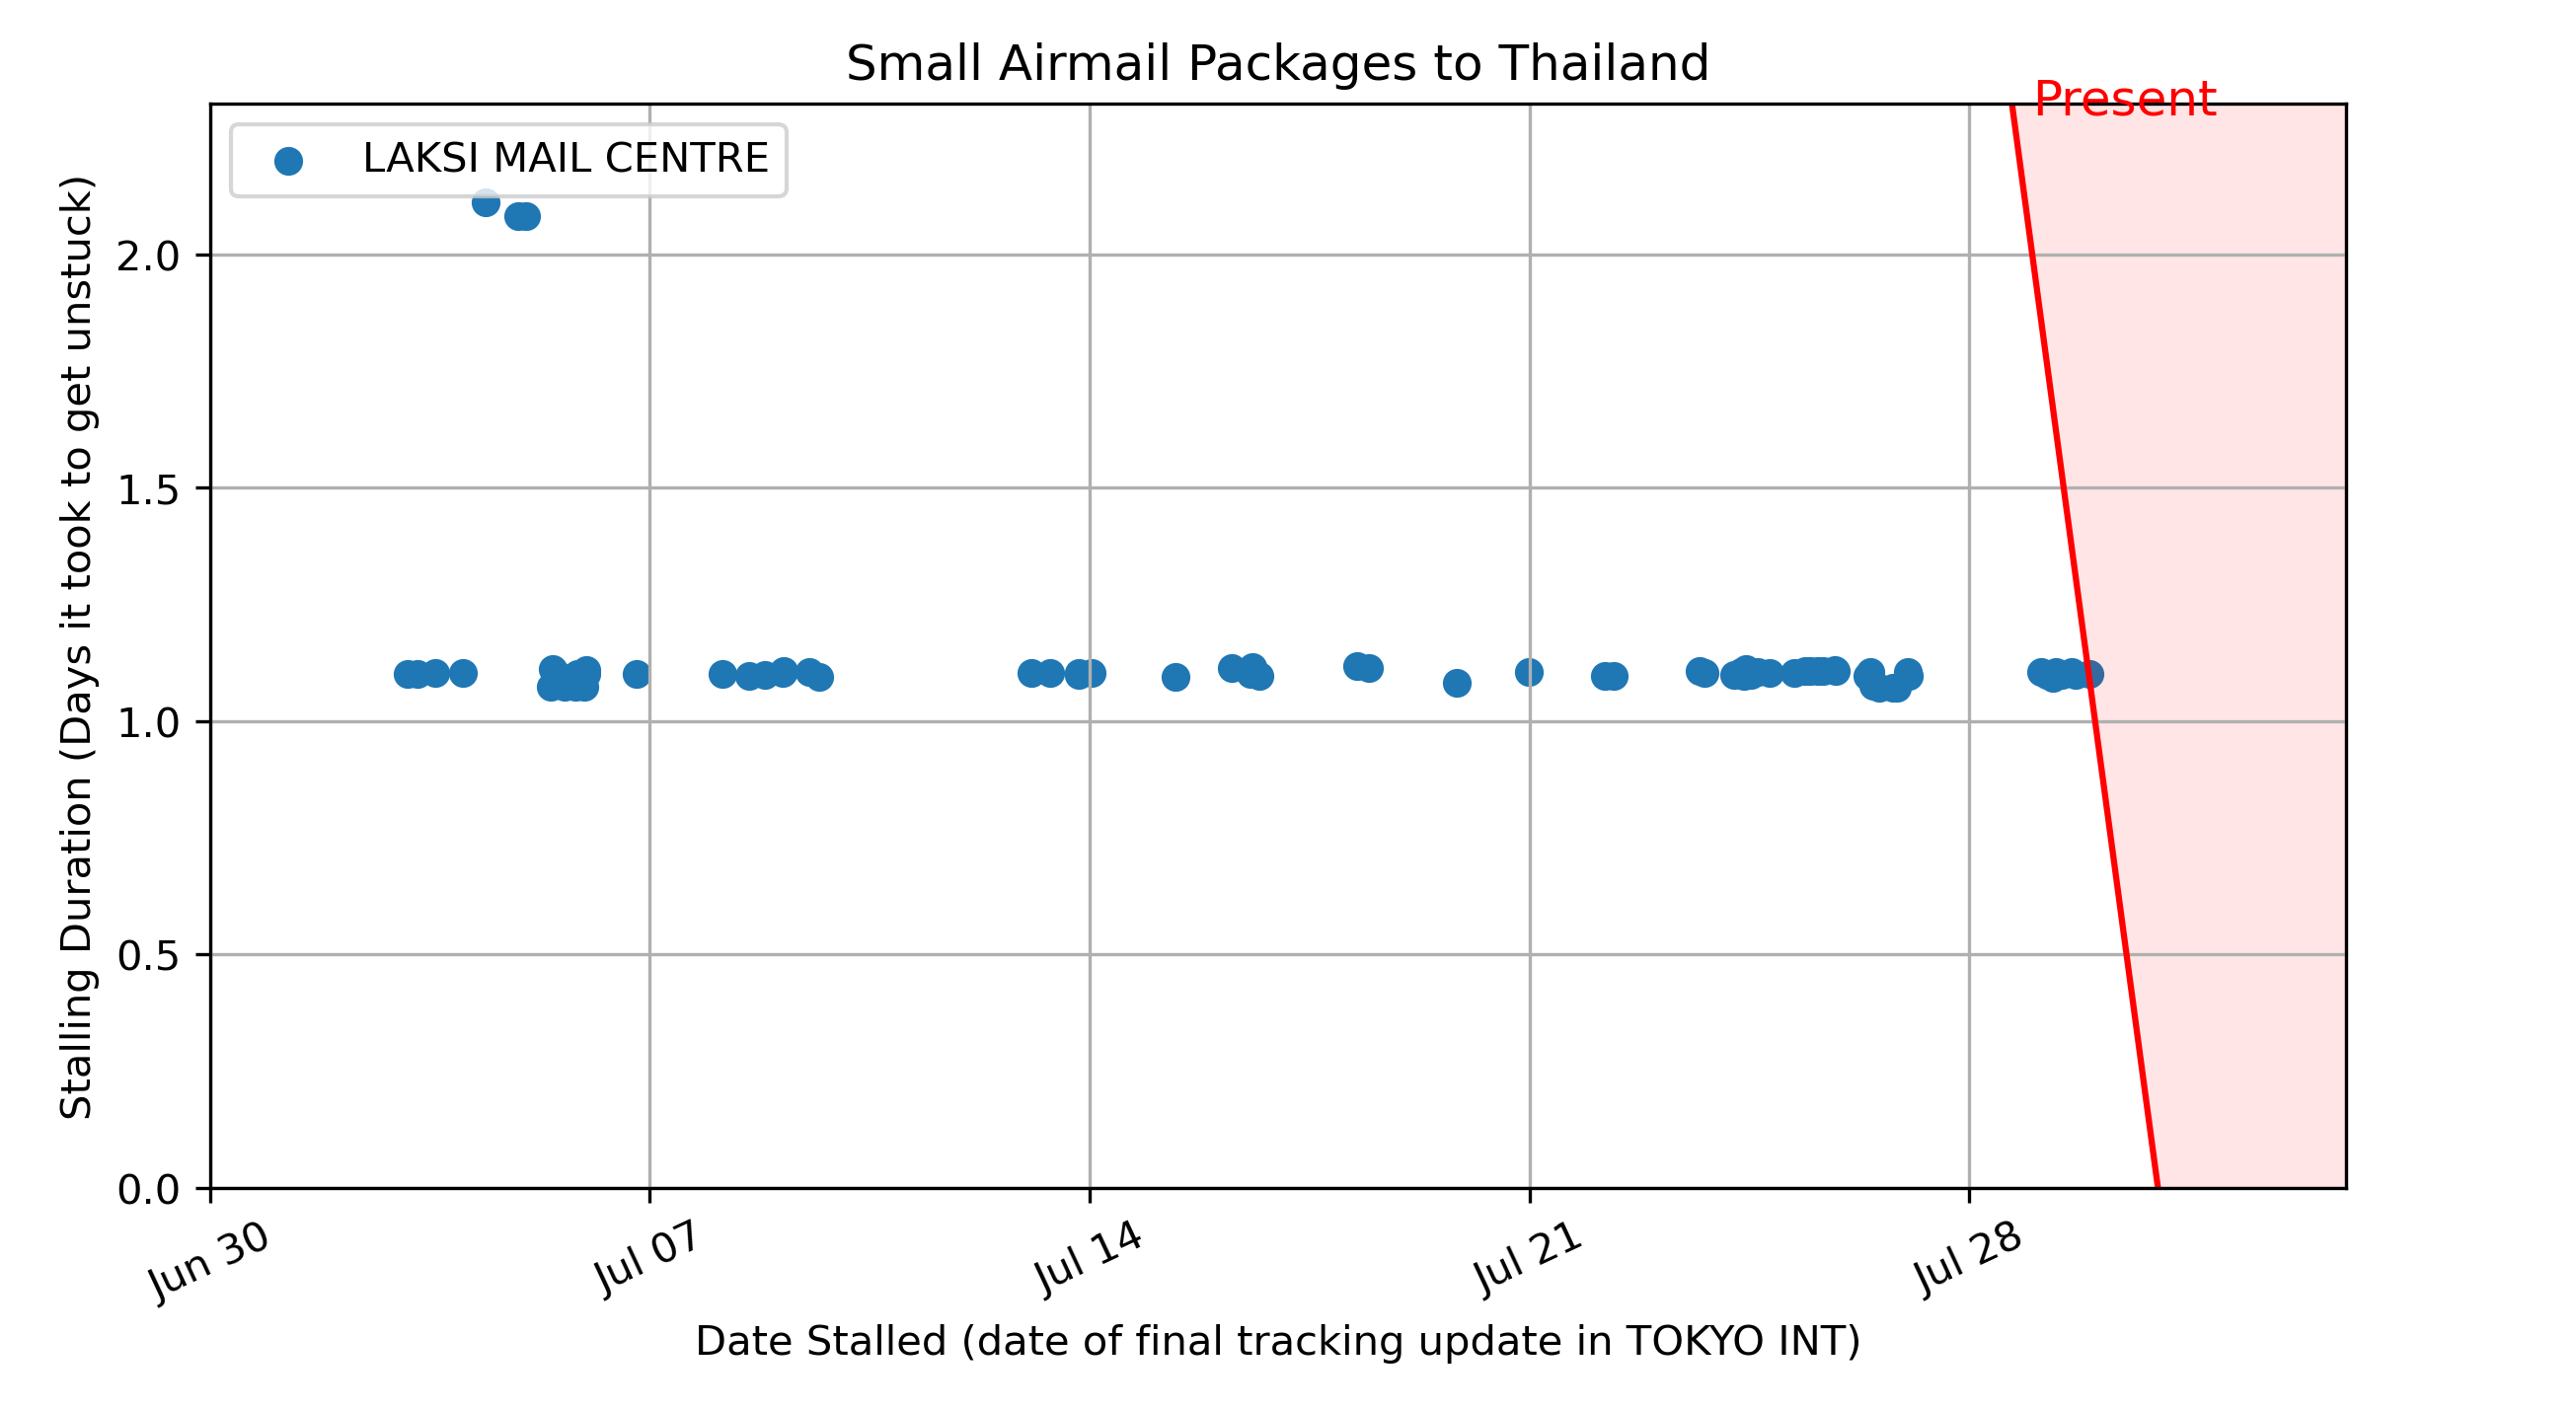 Small Airmail Packages to Thailand
Present
LAKSI MAIL CENTRE
Stalling Duration (Days it took to get unstuck)
2.0
1.5
1.0
0.5
0.0
Jun 30
Jul 07
Jul 14
Jul 21
Jul 28
Date Stalled (date of final tracking update in TOKYO INT)